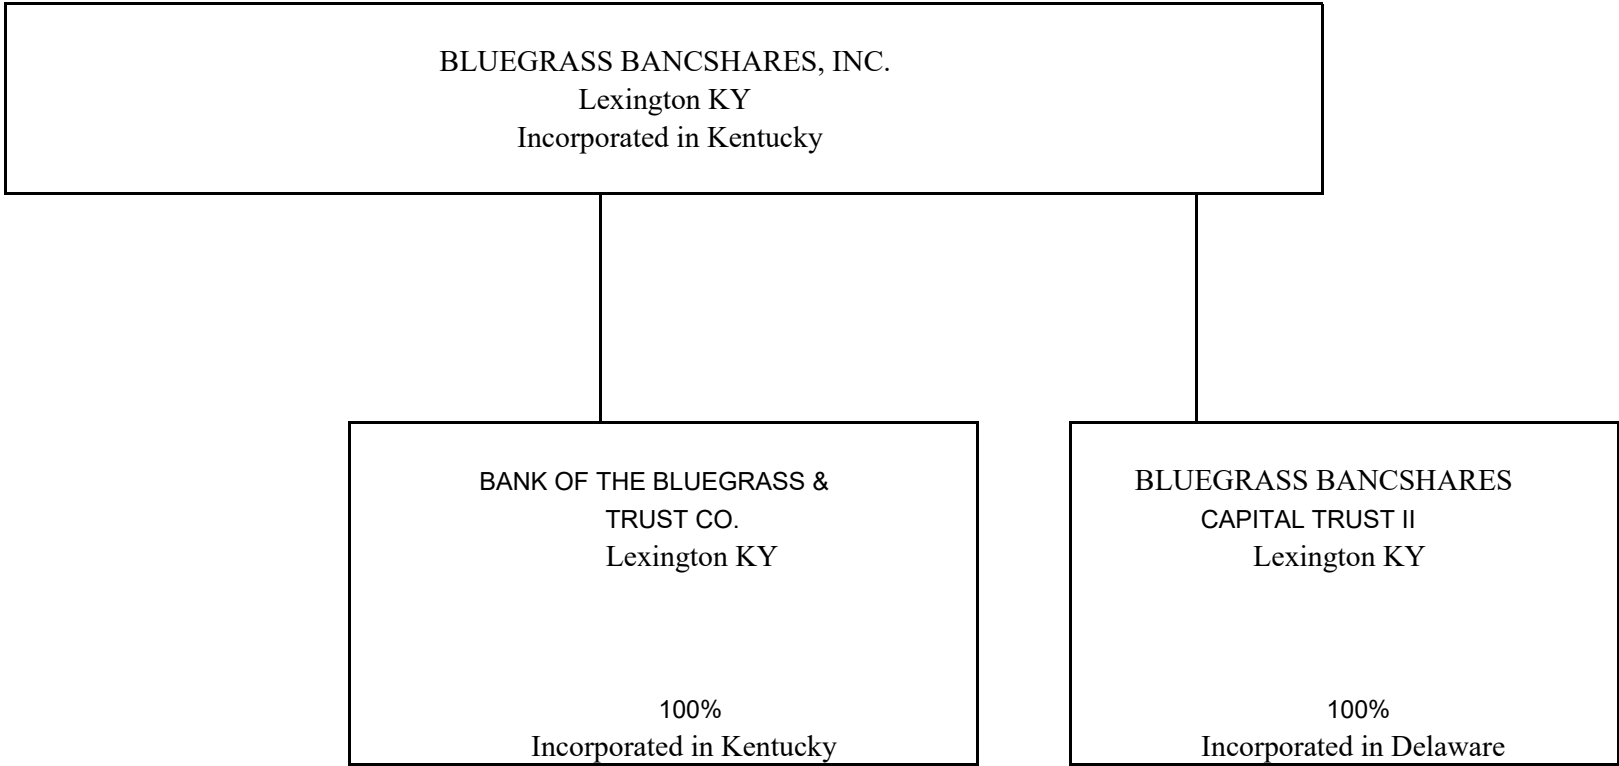 BLUEGRASS BANCSHARES, INC.
Lexington KY
Incorporated in Kentucky
BANK OF THE BLUEGRASS &
TRUST CO.
Lexington KY
100%
Incorporated in Kentucky
BLUEGRASS BANCSHARES
CAPITAL TRUST II
Lexington KY
100%
Incorporated in Delaware